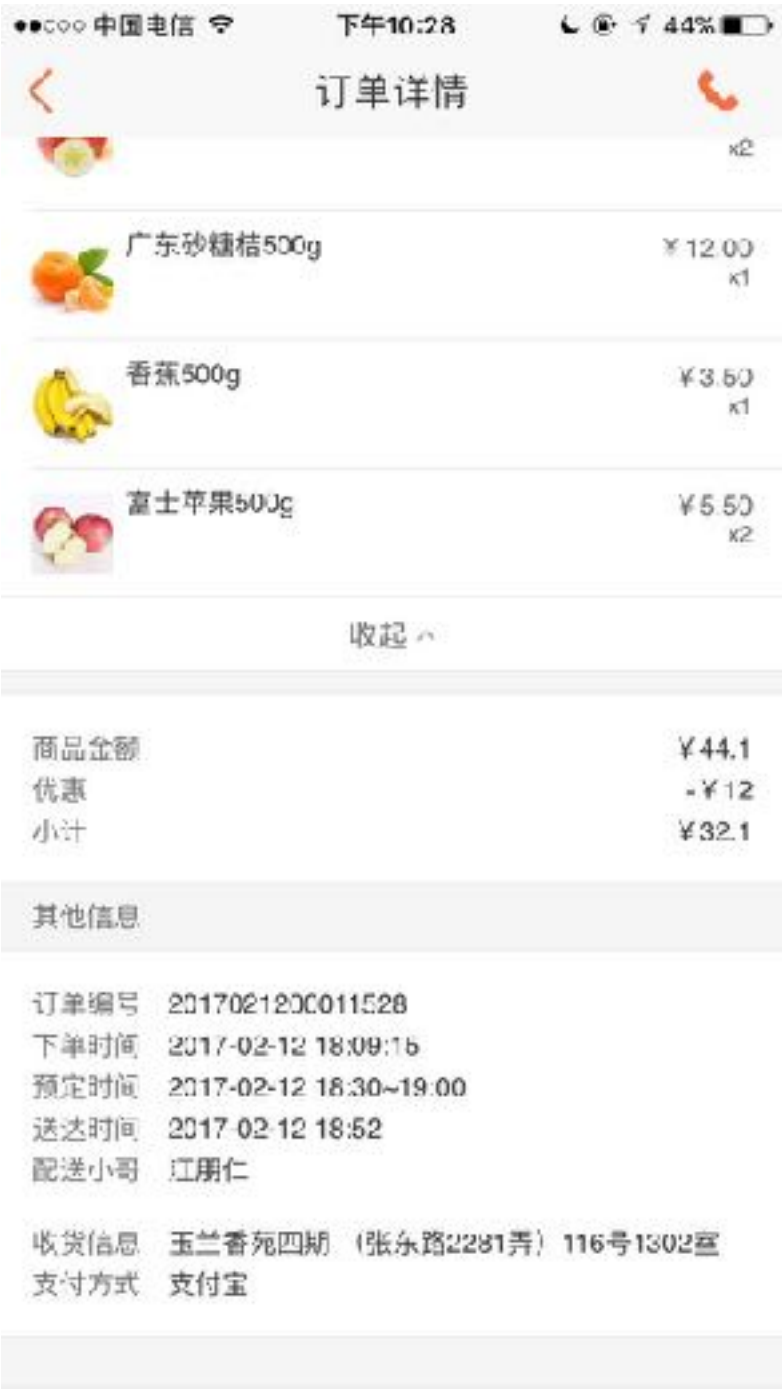 中国电信 下午10:28 44%
订单详情
x2
广东砂糖桔500g ¥12.00
x1
香蕉500g ¥3.50
x1
富士苹果500g ¥5.50
x2
收起
商品金额 ¥44.1
优惠 -¥12
小计 ¥32.1
其他信息
订单编号 2017021200011528
下单时间 2017-02-12 18:09:15
预定时间 2017-02-12 18:30~19:00
送达时间 2017-02-12 18:52
配送小哥 江朋仁
收货信息 玉兰香苑四期 （张东路2281弄）116号1302室
支付方式 支付宝